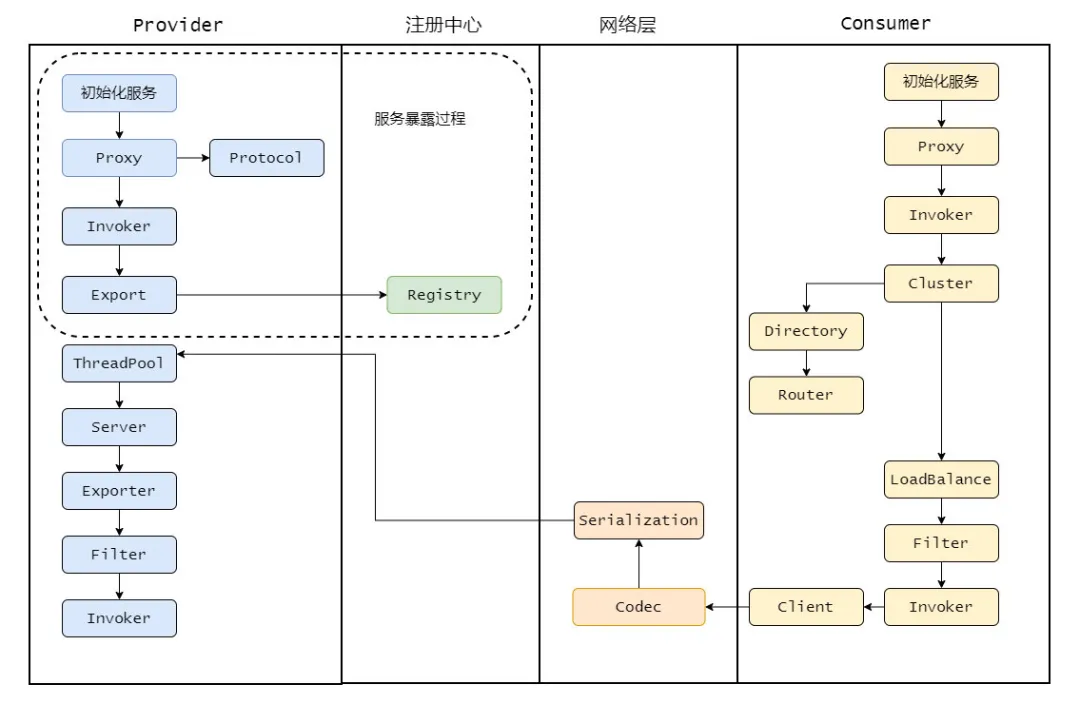 Provider
注册中心
网络层
Consumer
初始化服务
Proxy
Protocol
Invoker
Export
服务暴露过程
Registry
ThreadPool
Server
Exporter
Filter
Invoker
Serialization
Codec
初始化服务
Proxy
Invoker
Cluster
Directory
Router
LoadBalance
Filter
Invoker
Client